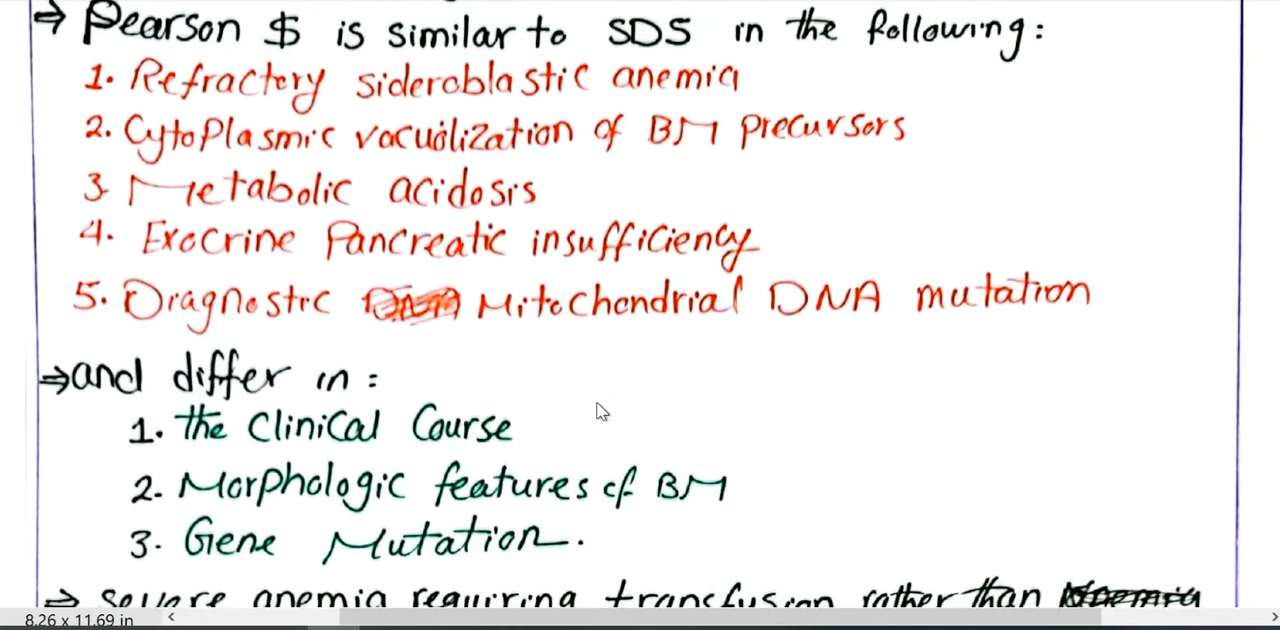 ⇒ Pearson $ is similar to SDS in the following:
1. Refractory sideroblastic anemia
2. Cytoplasmic vacuolization of BM precursors
3. Metabolic acidosis
4. Exocrine Pancreatic insufficiency
5. Diagnostic Mitochondrial DNA mutation
⇒ and differ in:
1. the Clinical Course
2. Morphologic features of BM
3. Gene Mutation.
⇒ severe anemia requiring transfusion rather than
8.26 x 11.69 in